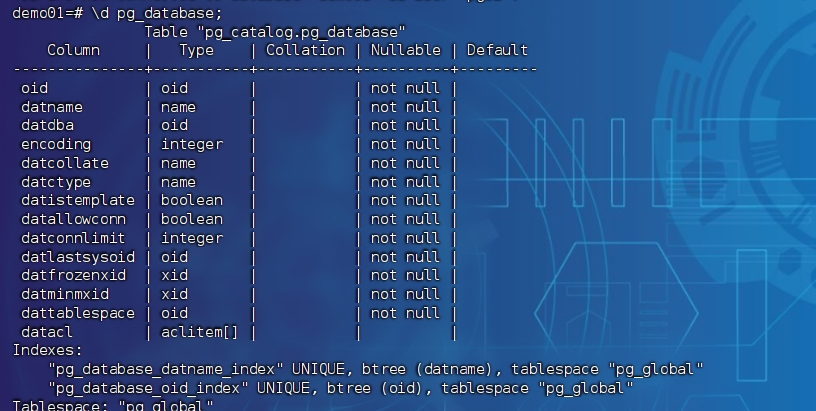 demo01=# \d pg_database;
               Table "pg_catalog.pg_database"
    Column     |   Type    | Collation | Nullable | Default
---------------+-----------+-----------+----------+---------
 oid           | oid       |           | not null |
 datname       | name      |           | not null |
 datdba        | oid       |           | not null |
 encoding      | integer   |           | not null |
 datcollate    | name      |           | not null |
 datctype      | name      |           | not null |
 datistemplate | boolean   |           | not null |
 datallowconn  | boolean   |           | not null |
 datconnlimit  | integer   |           | not null |
 datlastsysoid | oid       |           | not null |
 datfrozenxid  | xid       |           | not null |
 datminmxid    | xid       |           | not null |
 dattablespace | oid       |           | not null |
 datacl        | aclitem[] |           |          |
Indexes:
    "pg_database_datname_index" UNIQUE, btree (datname), tablespace "pg_global"
    "pg_database_oid_index" UNIQUE, btree (oid), tablespace "pg_global"
Tablespace: "pg_global"